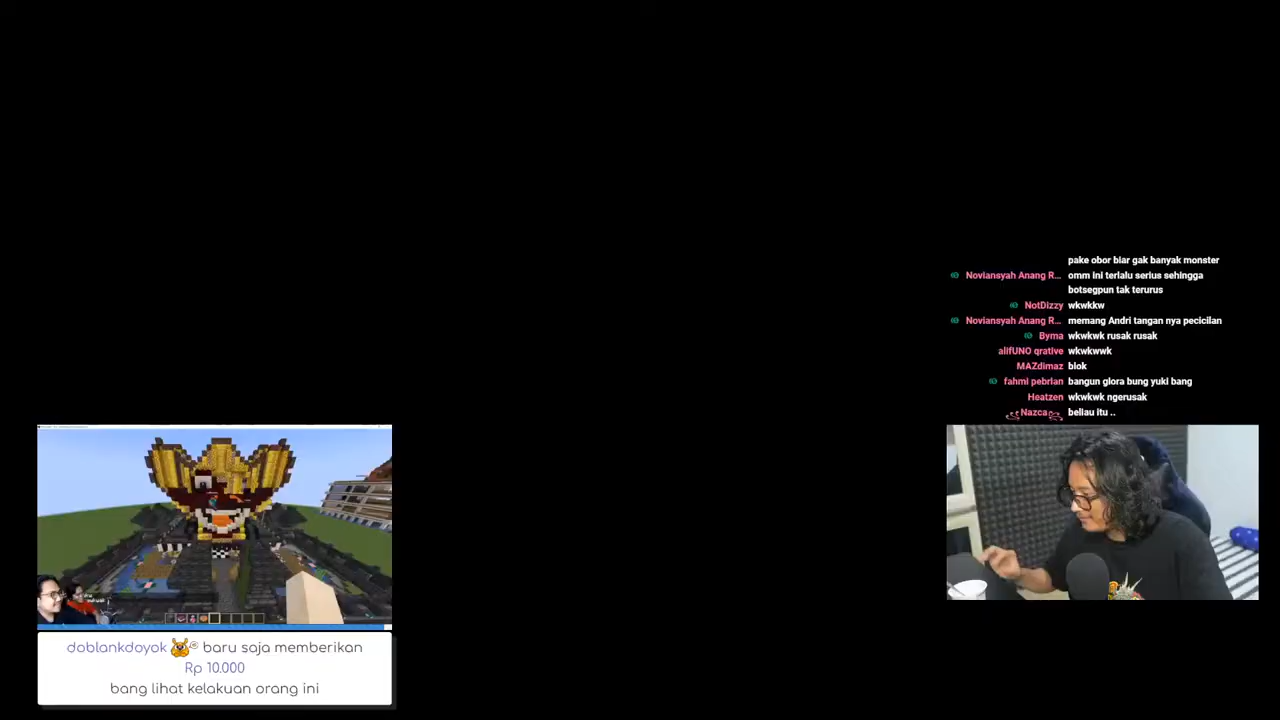 pake obor biar gak banyak monster
Noviansyah Anang R... omm ini terlalu serius sehingga
botsegpun tak terurus
NotDizzy wkwkkw
Noviansyah Anang R... memang Andri tangan nya pecicilan
Byma wkwkwk rusak rusak
alifUNO qrative wkwkwwk
MAZdimaz blok
fahmi pebrian bangun glora bung yuki bang
Heatzen wkwkwk ngerusak
Nazca beliau itu ..
doblankdoyok baru saja memberikan
Rp 10.000
bang lihat kelakuan orang ini